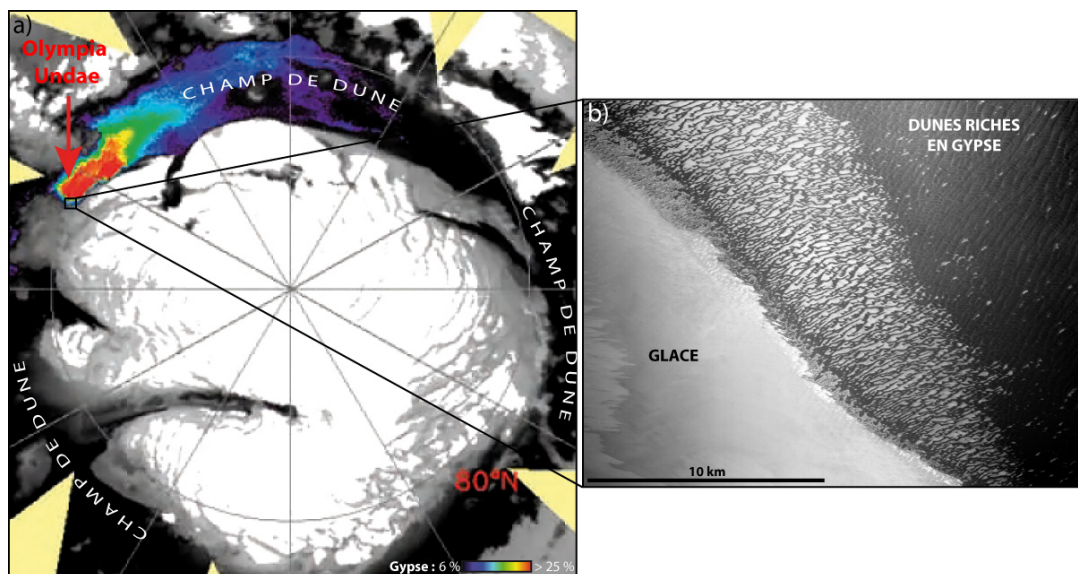 a)
Olympia
Undae
CHAMP DE DUNE
CHAMP DE DUNE
CHAMP DE DUNE
80°N
Gypse : 6 % > 25 %
b)
DUNES RICHES
EN GYPSE
GLACE
10 km